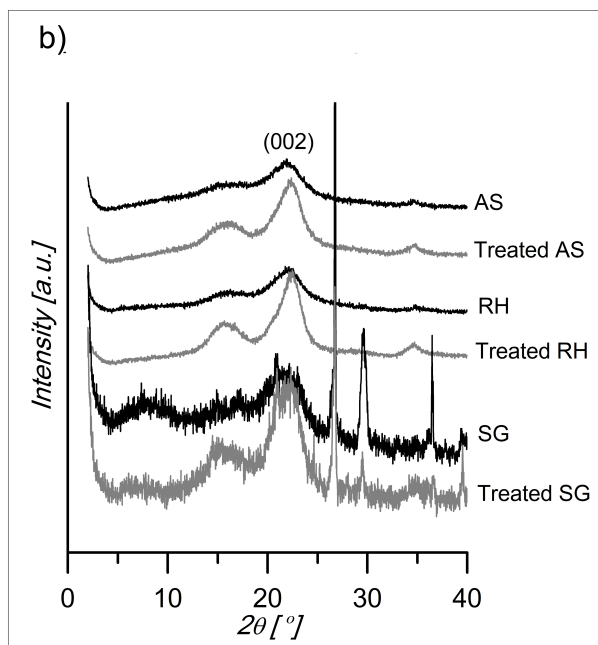 b)
(002)
AS
Treated AS
RH
Treated RH
SG
Treated SG
Intensity [a.u.]
0 10 20 30 40
2θ [°]